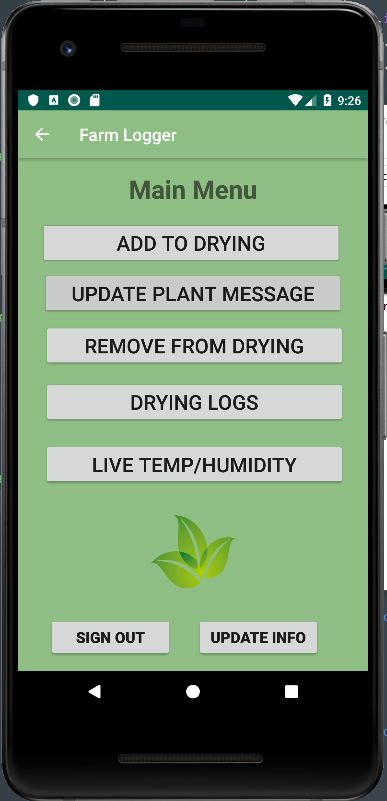 9:26
Farm Logger
Main Menu
ADD TO DRYING
UPDATE PLANT MESSAGE
REMOVE FROM DRYING
DRYING LOGS
LIVE TEMP/HUMIDITY
SIGN OUT
UPDATE INFO